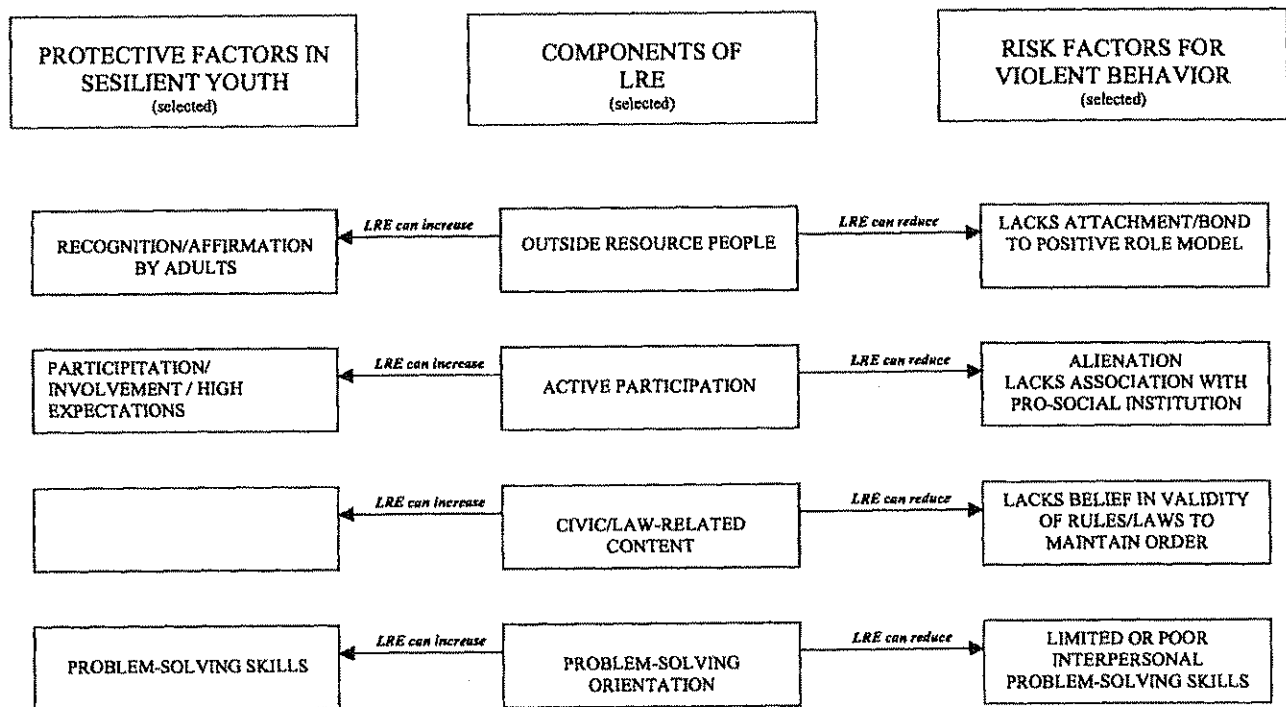 PROTECTIVE FACTORS IN
SESILIENT YOUTH
(selected)
COMPONENTS OF
LRE
(selected)
RISK FACTORS FOR
VIOLENT BEHAVIOR
(selected)
RECOGNITION/AFFIRMATION
BY ADULTS
LRE can increase
OUTSIDE RESOURCE PEOPLE
LRE can reduce
LACKS ATTACHMENT/BOND
TO POSITIVE ROLE MODEL
PARTICIPITATION/
INVOLVEMENT / HIGH
EXPECTATIONS
LRE can increase
ACTIVE PARTICIPATION
LRE can reduce
ALIENATION
LACKS ASSOCIATION WITH
PRO-SOCIAL INSTITUTION
LRE can increase
CIVIC/LAW-RELATED
CONTENT
LRE can reduce
LACKS BELIEF IN VALIDITY
OF RULES/LAWS TO
MAINTAIN ORDER
PROBLEM-SOLVING SKILLS
LRE can increase
PROBLEM-SOLVING
ORIENTATION
LRE can reduce
LIMITED OR POOR
INTERPERSONAL
PROBLEM-SOLVING SKILLS